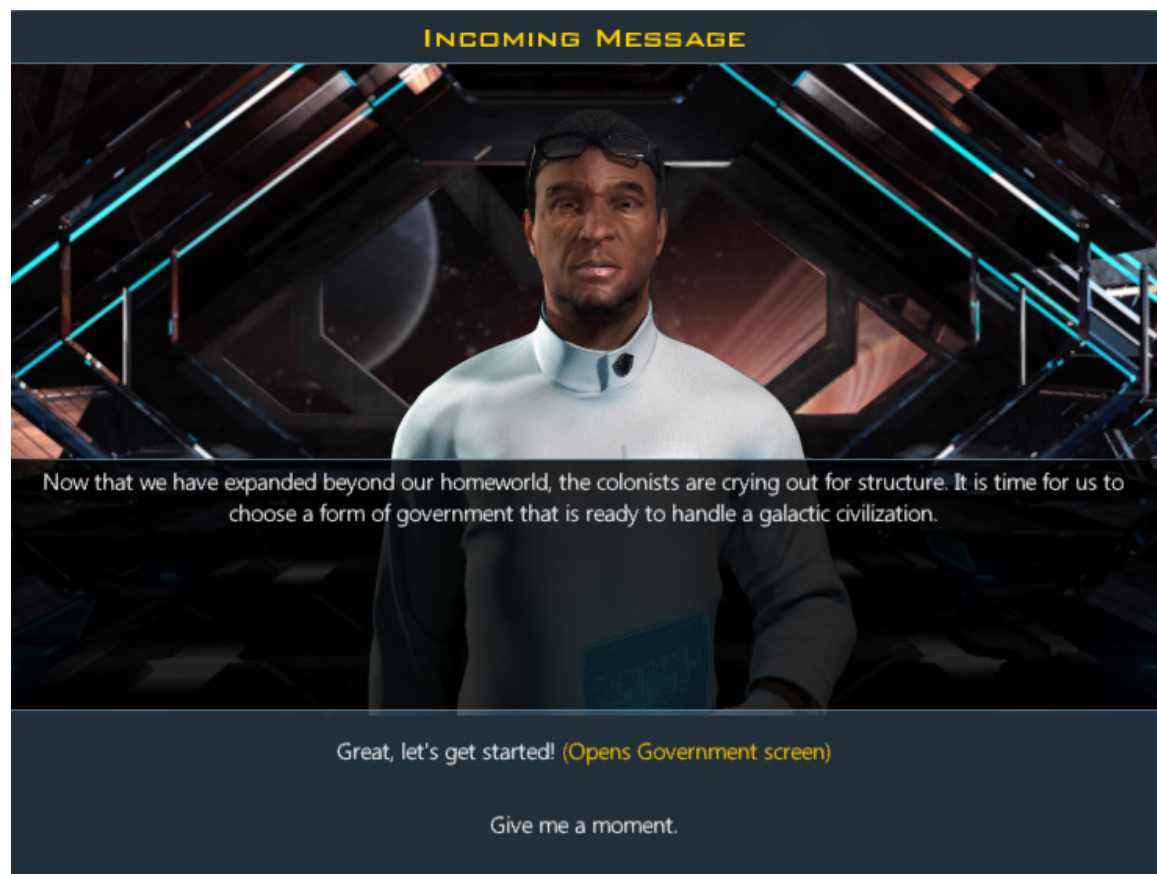 Incoming Message
Now that we have expanded beyond our homeworld, the colonists are crying out for structure. It is time for us to
choose a form of government that is ready to handle a galactic civilization.
Great, let's get started! (Opens Government screen)
Give me a moment.